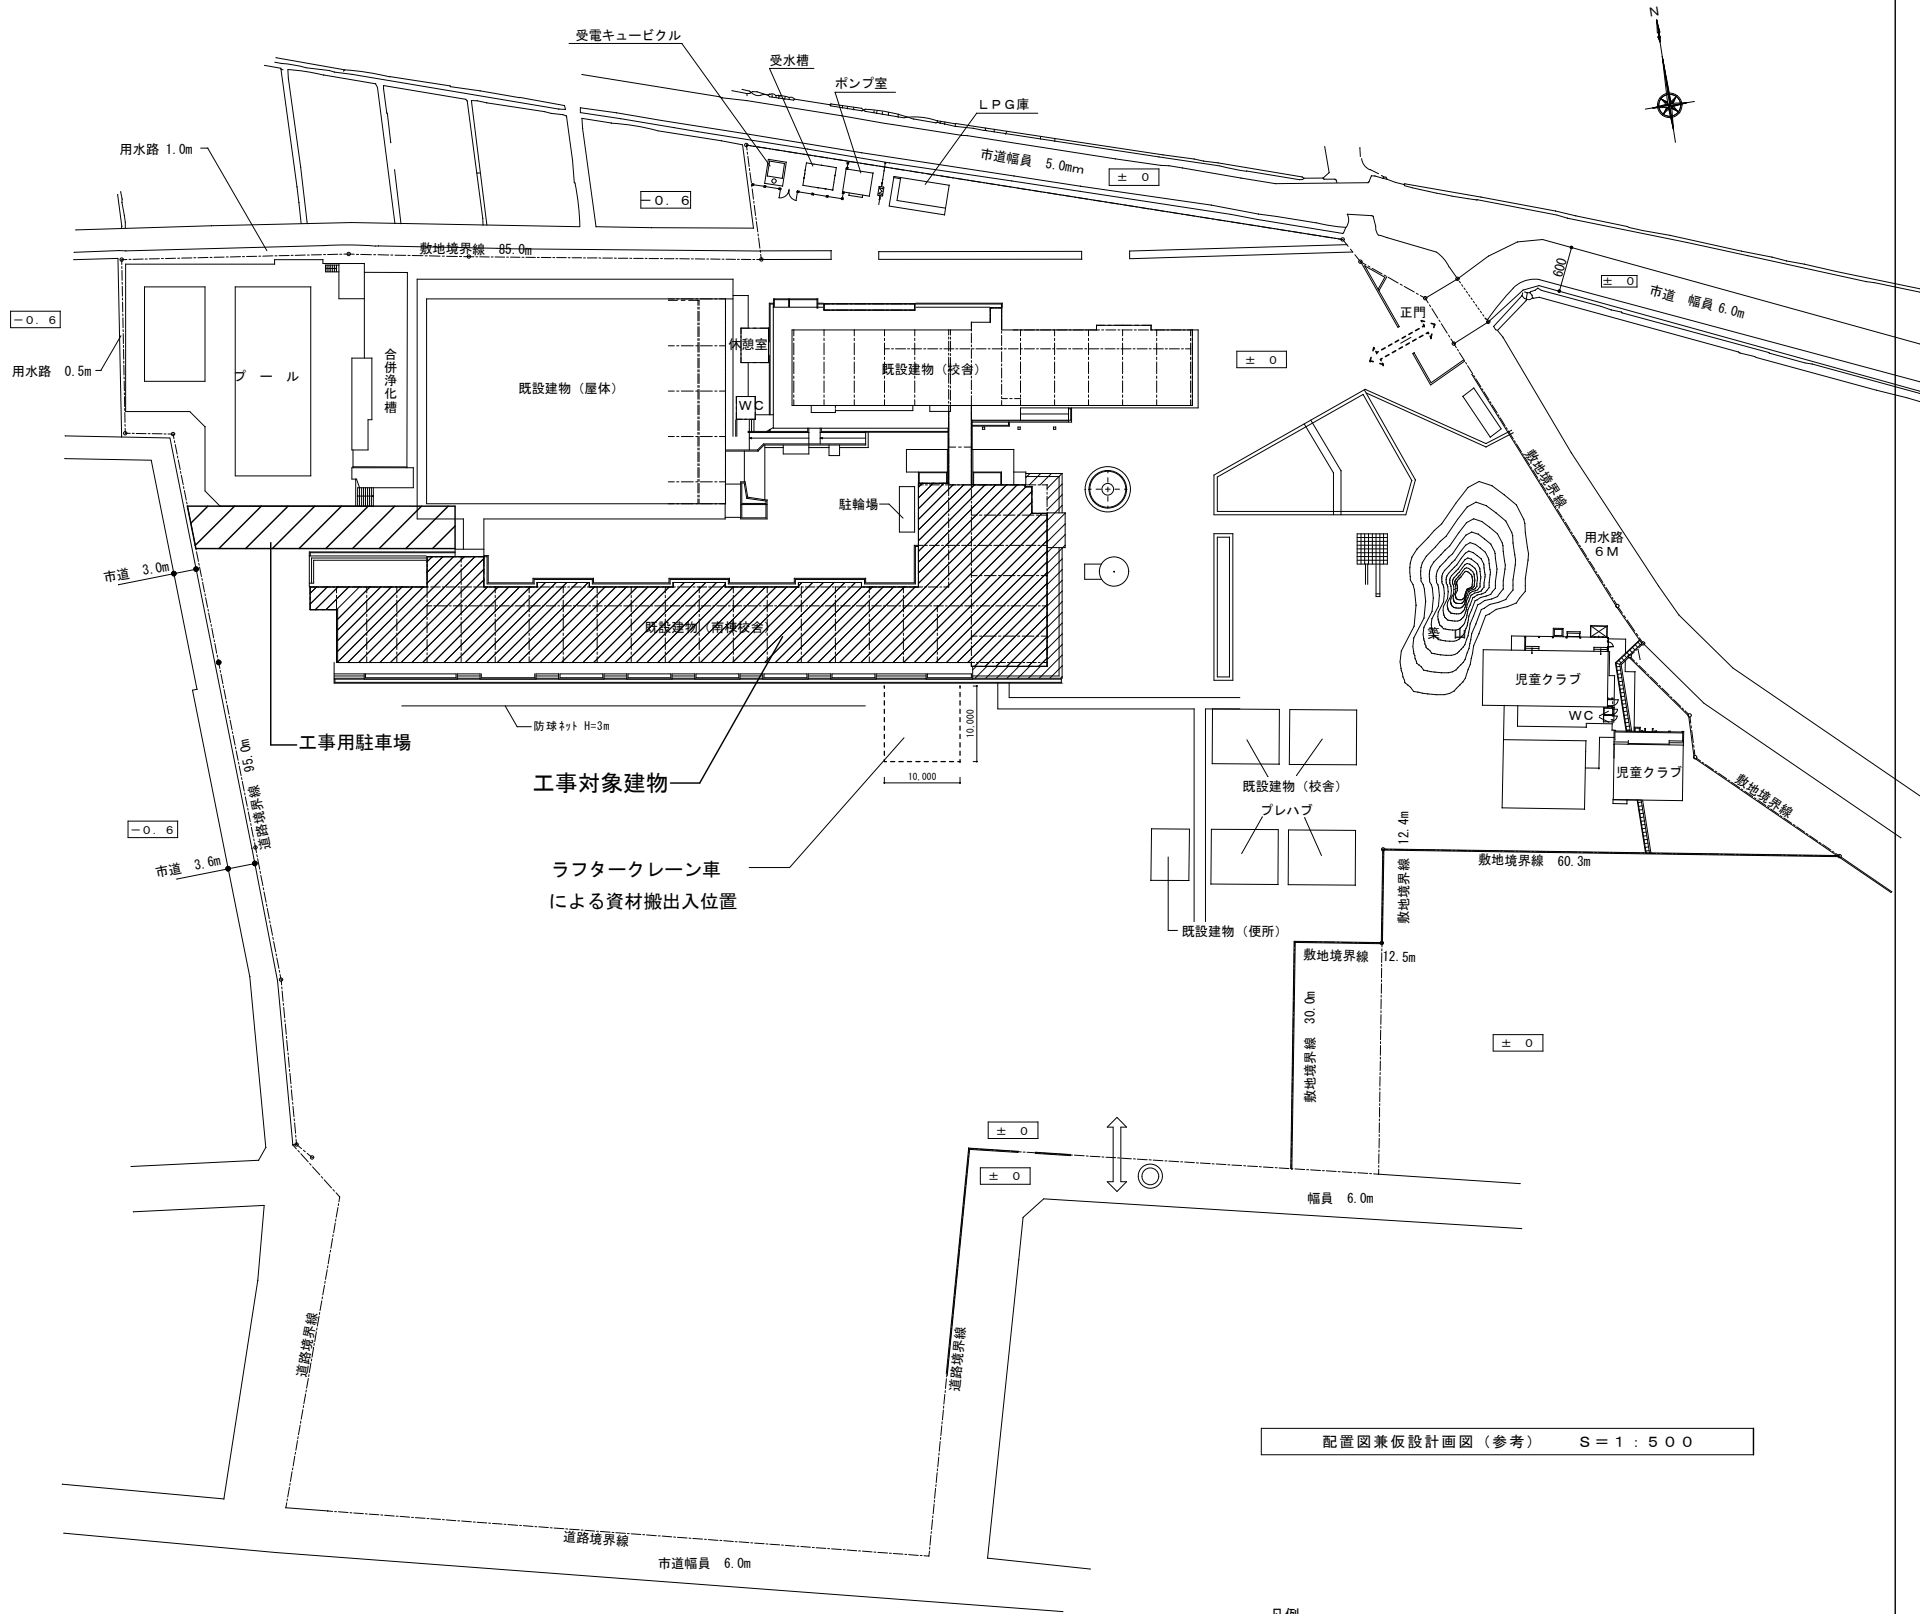 N
受電キュービクル
受水槽
ポンプ室
LPG庫
用水路 1.0m
市道幅員 5.0mm
± 0
−0.6
敷地境界線 85.0m
600
± 0
市道 幅員 6.0m
正門
−0.6
用水路 0.5m
プール
合併浄化槽
既設建物(屋体)
休憩室
WC
既設建物(校舎)
± 0
駐輪場
敷地境界線
用水路
6M
市道 3.0m
既設建物(南棟校舎)
築山
児童クラブ
WC
児童クラブ
敷地境界線
防球ネット H=3m
10,000
10,000
工事用駐車場
工事対象建物
既設建物(校舎)
プレハブ
道路境界線 95.0m
−0.6
市道 3.6m
ラフタークレーン車
による資材搬出入位置
敷地境界線 12.4m
敷地境界線 60.3m
既設建物(便所)
敷地境界線 12.5m
敷地境界線 30.0m
± 0
± 0
± 0
幅員 6.0m
道路境界線
道路境界線
配置図兼仮設計画図(参考) S=1:500
道路境界線
市道幅員 6.0m